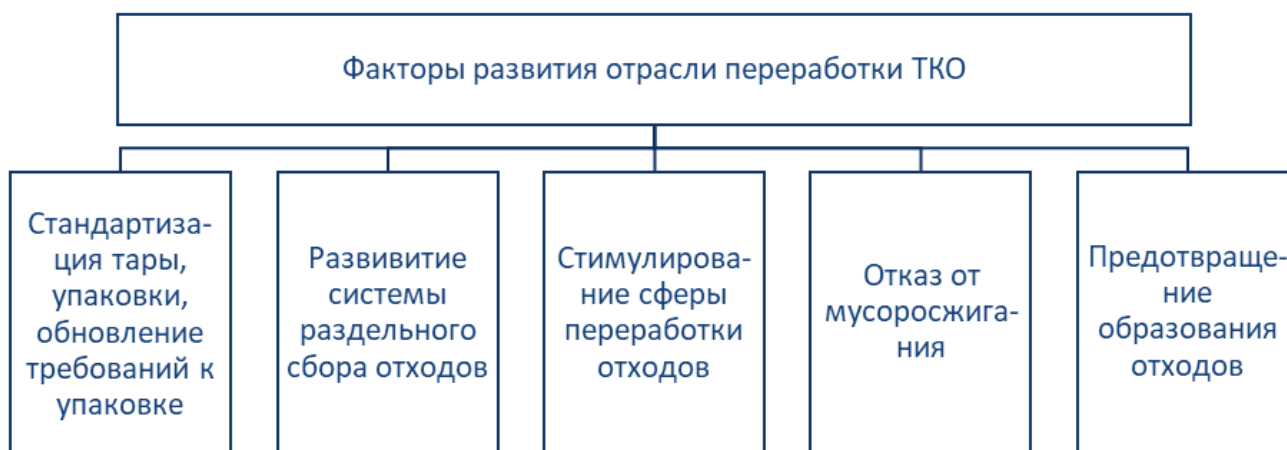 Факторы развития отрасли переработки ТКО
Стандартиза-
ция тары,
упаковки,
обновление
требований к
упаковке
Развивитие
системы
раздельного
сбора отходов
Стимулирова-
ние сферы
переработки
отходов
Отказ от
мусоросжига-
ния
Предотвраще-
ние
образования
отходов